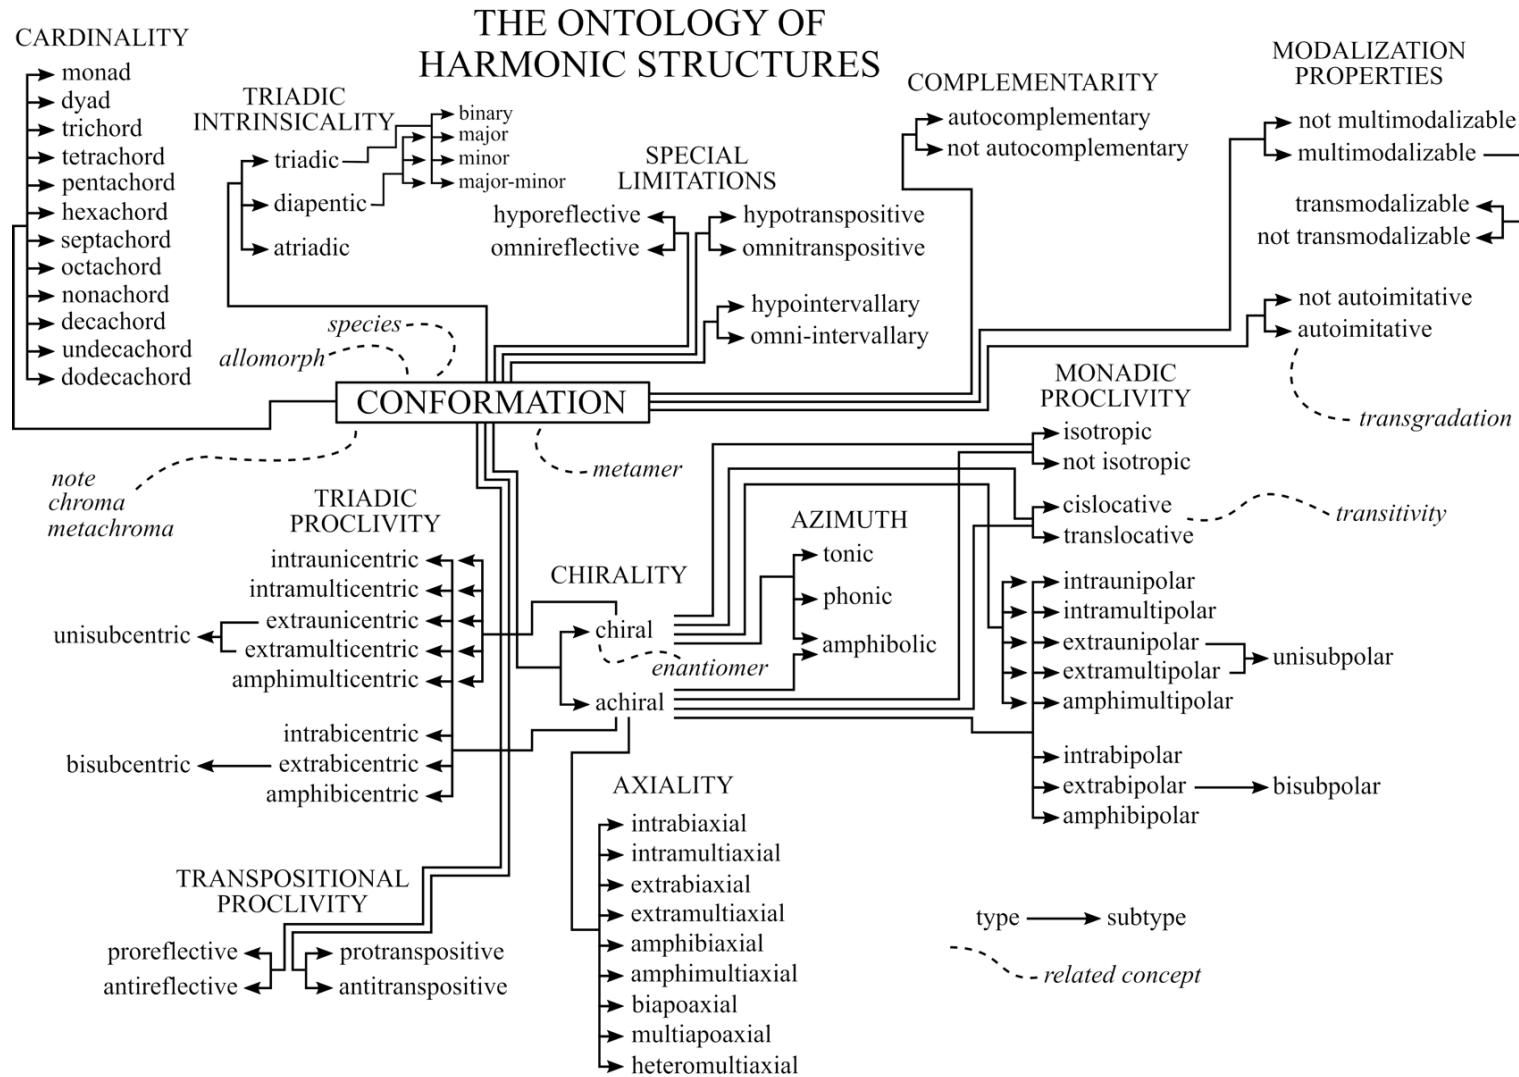 THE ONTOLOGY OF
HARMONIC STRUCTURES
CARDINALITY
monad
dyad
trichord
tetrachord
pentachord
hexachord
septachord
octachord
nonachord
decachord
undecachord
dodecachord
TRIADIC
INTRINSICALITY
triadic
diapentic
atriadic
binary
major
minor
major-minor
SPECIAL
LIMITATIONS
hyporeflective
omnireflective
hypotranspositive
omnitranspositive
hypointervallary
omni-intervallary
COMPLEMENTARITY
autocomplementary
not autocomplementary
MODALIZATION
PROPERTIES
not multimodalizable
multimodalizable
transmodalizable
not transmodalizable
not autoimitative
autoimitative
transgradation
species
allomorph
CONFORMATION
note
chroma
metachroma
metamer
MONADIC
PROCLIVITY
isotropic
not isotropic
cislocative
translocative
transitivity
intraunipolar
intramultipolar
extraunipolar
extramultipolar
amphimultipolar
unisubpolar
intrabipolar
extrabipolar
amphibipolar
bisubpolar
TRIADIC
PROCLIVITY
intraunicentric
intramulticentric
extraunicentric
extramulticentric
amphimulticentric
unisubcentric
intrabicentric
extrabicentric
amphibicentric
bisubcentric
CHIRALITY
chiral
enantiomer
achiral
AZIMUTH
tonic
phonic
amphibolic
AXIALITY
intrabiaxial
intramultiaxial
extrabiaxial
extramultiaxial
amphibiaxial
amphimultiaxial
biapoaxial
multiapoaxial
heteromultiaxial
TRANSPOSITIONAL
PROCLIVITY
proreflective
antireflective
protranspositive
antitranspositive
type
subtype
related concept